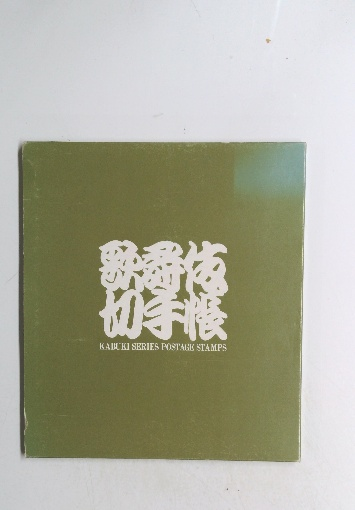 歌舞伎
切手帳
KABUKI SERIES POSTAGE STAMPS